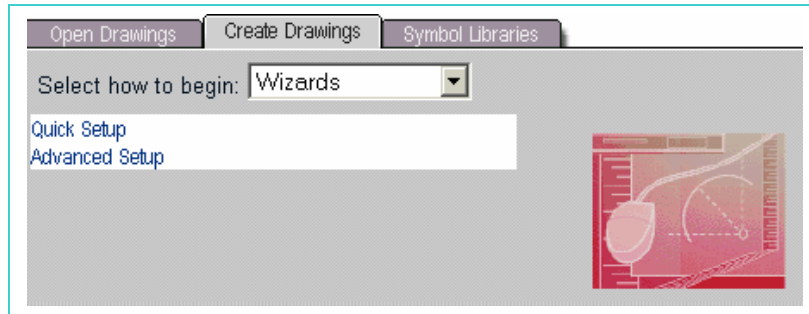 Open Drawings Create Drawings Symbol Libraries
Select how to begin: Wizards
Quick Setup
Advanced Setup